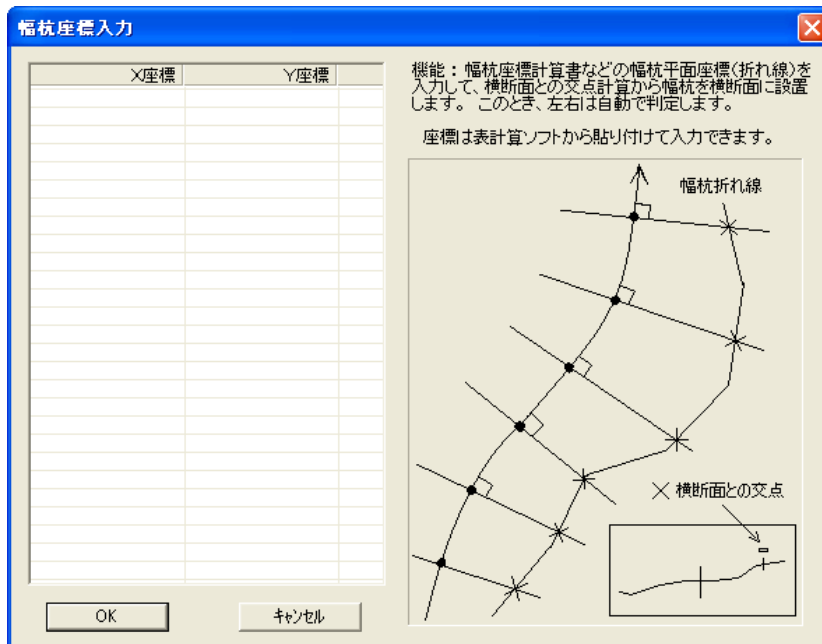 幅杭座標入力
X座標 Y座標
機能： 幅杭座標計算書などの幅杭平面座標(折れ線)を
入力して、横断面との交点計算から幅杭を横断面に設置
します。 このとき、左右は自動で判定します。
座標は表計算ソフトから貼り付けて入力できます。
幅杭折れ線
× 横断面との交点
OK キャンセル